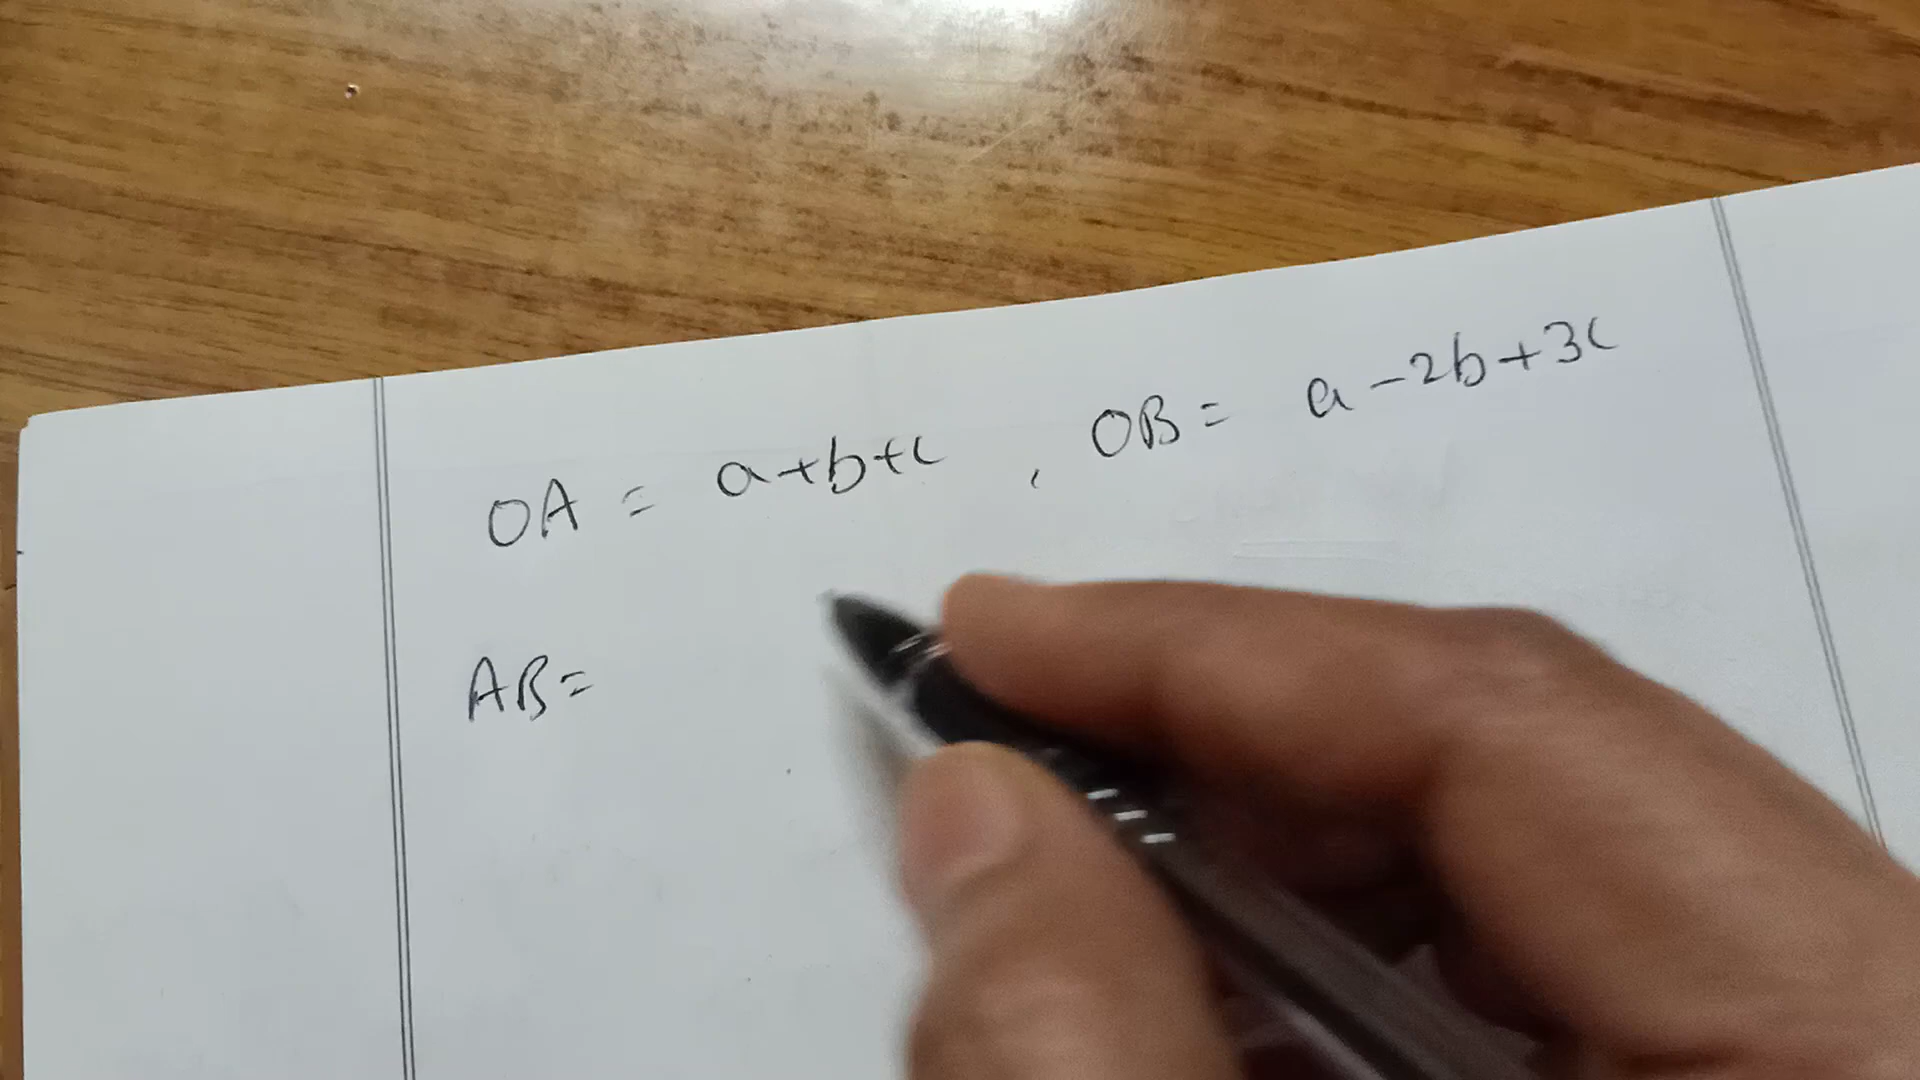 OA = a+b+c , OB = a-2b+3c
AB=